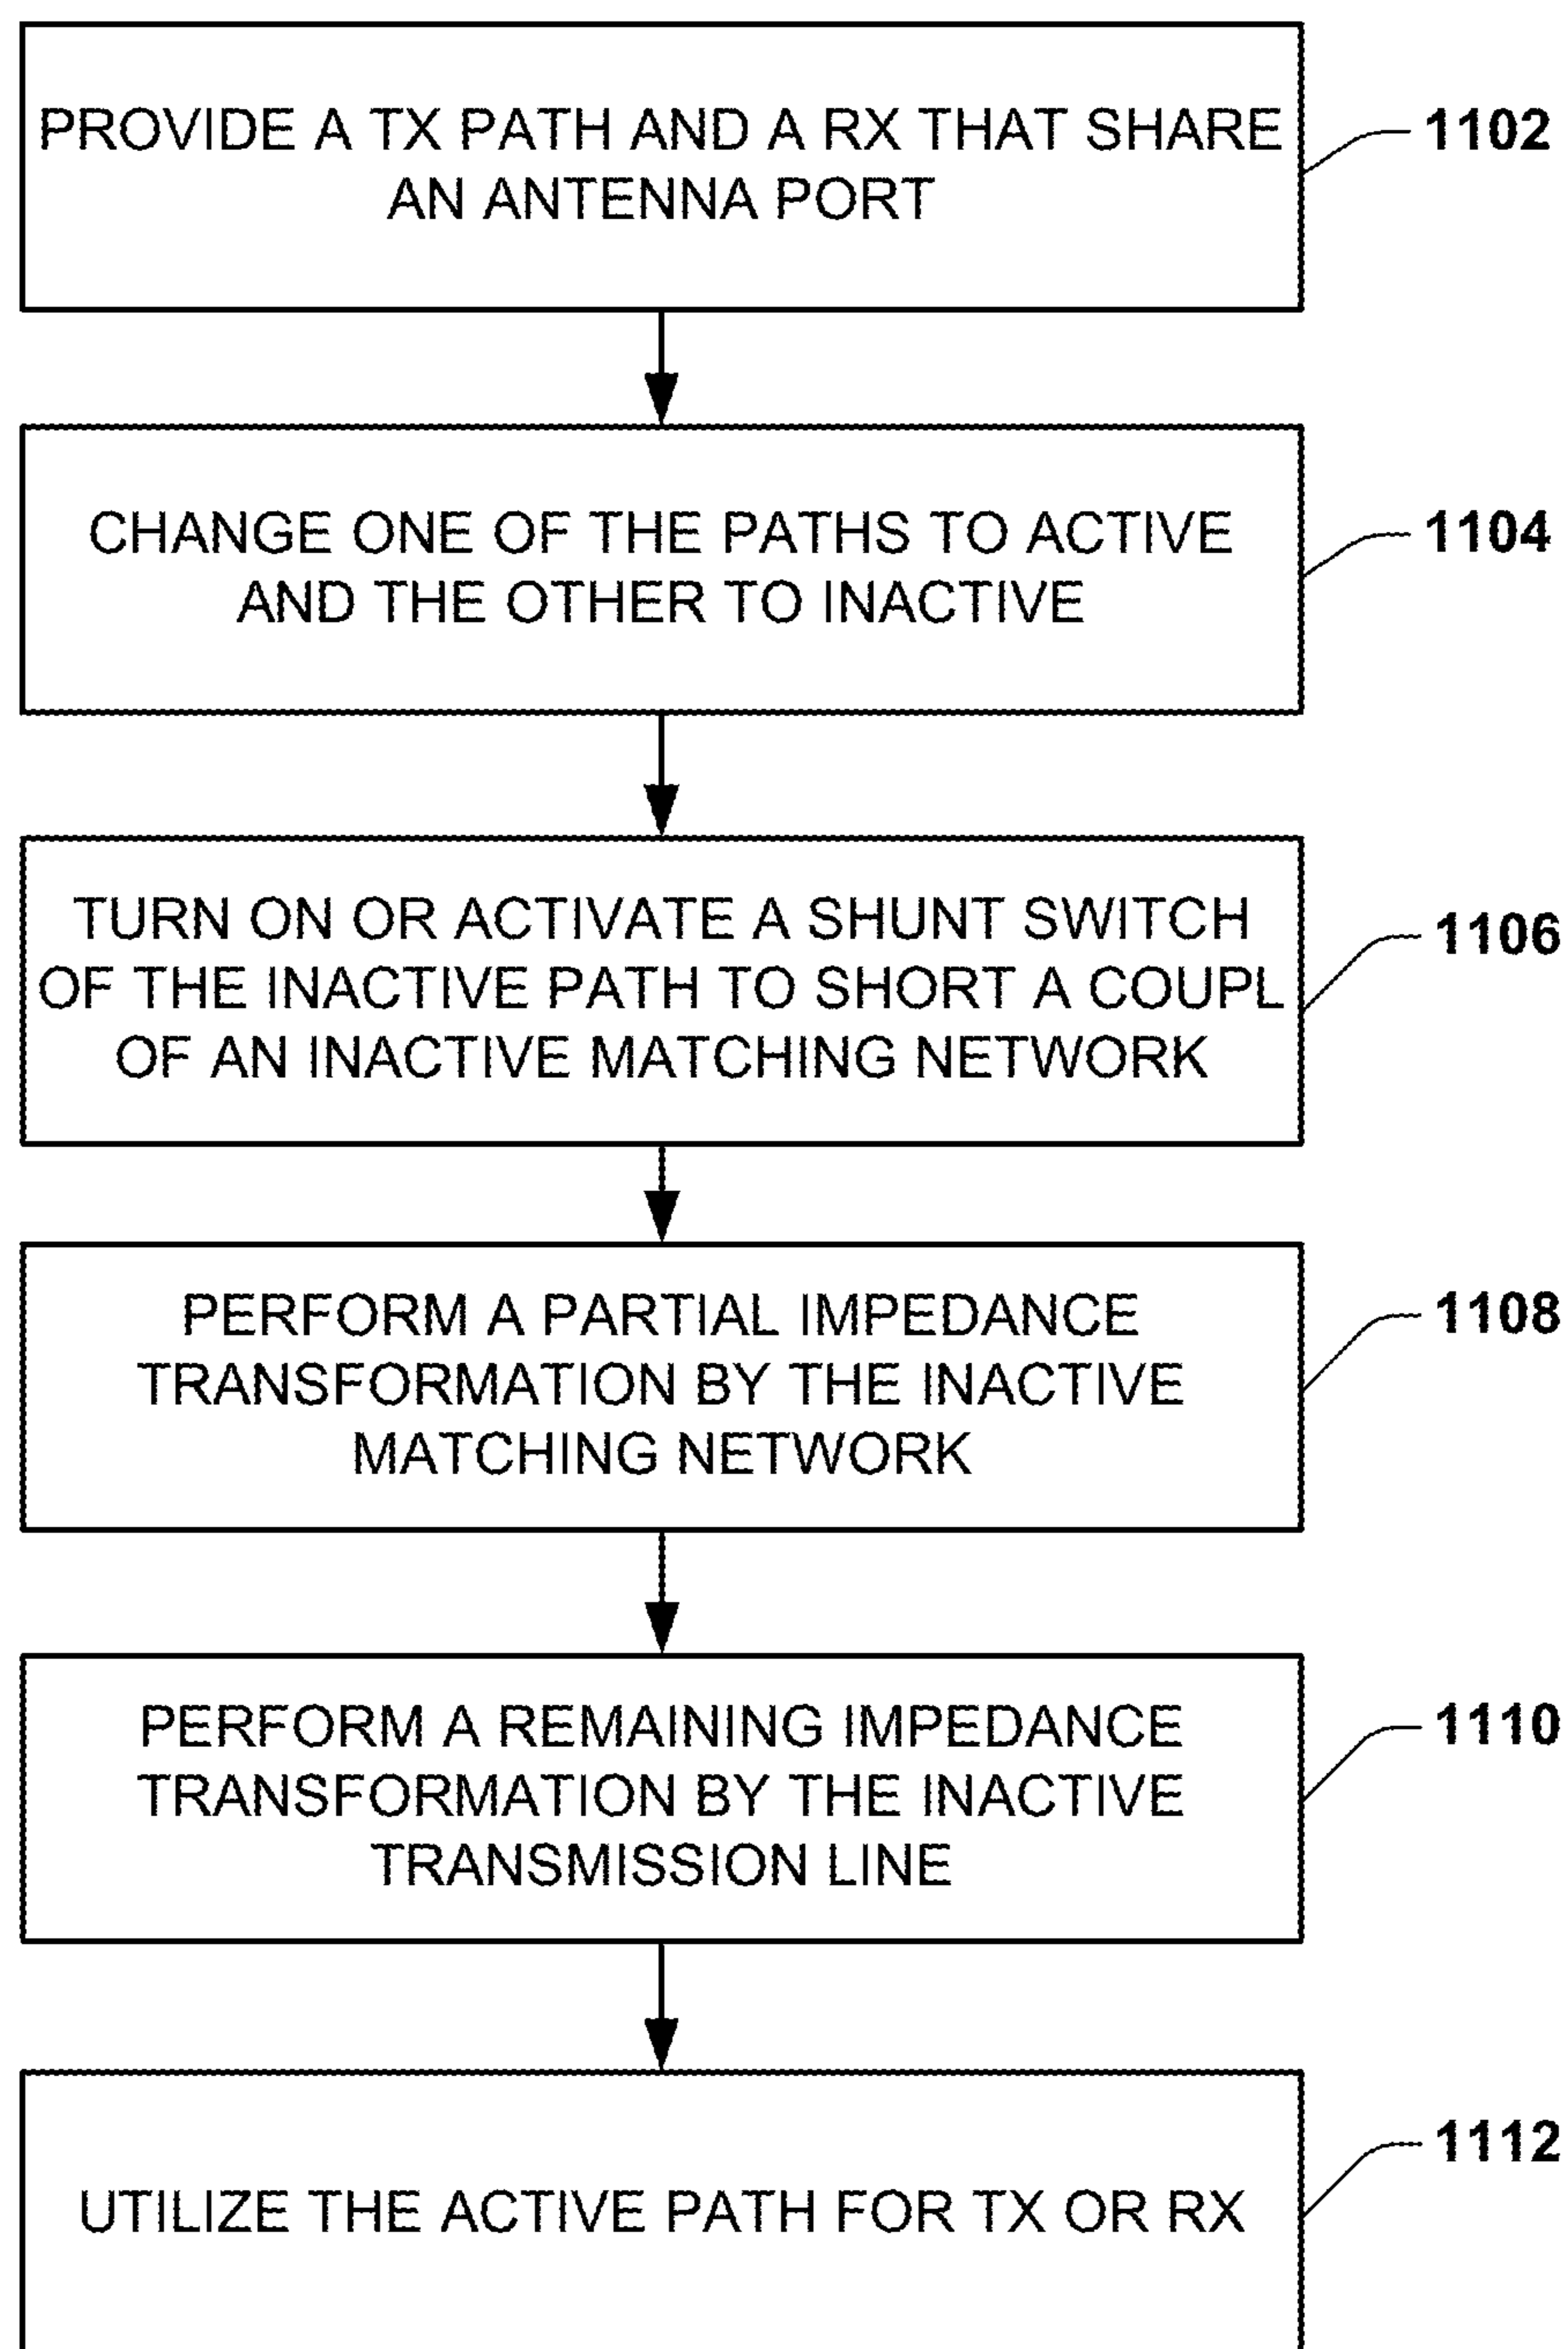 PROVIDE A TX PATH AND A RX THAT SHARE
AN ANTENNA PORT
1102
CHANGE ONE OF THE PATHS TO ACTIVE
AND THE OTHER TO INACTIVE
1104
TURN ON OR ACTIVATE A SHUNT SWITCH
OF THE INACTIVE PATH TO SHORT A COUPL
OF AN INACTIVE MATCHING NETWORK
1106
PERFORM A PARTIAL IMPEDANCE
TRANSFORMATION BY THE INACTIVE
MATCHING NETWORK
1108
PERFORM A REMAINING IMPEDANCE
TRANSFORMATION BY THE INACTIVE
TRANSMISSION LINE
1110
UTILIZE THE ACTIVE PATH FOR TX OR RX
1112